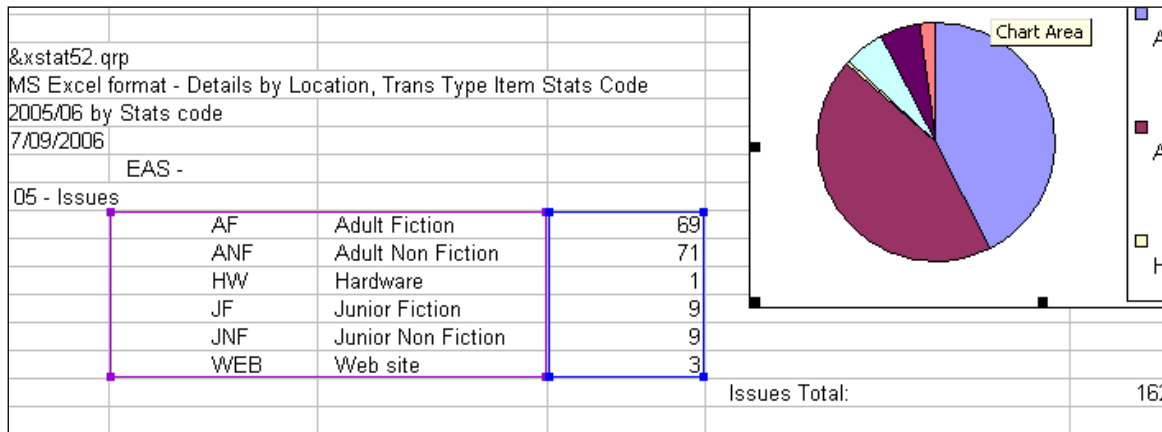 Chart Area
A
&xstat52.qrp
MS Excel format - Details by Location, Trans Type Item Stats Code
2005/06 by Stats code
7/09/2006
EAS -
A
05 - Issues
AF Adult Fiction 69
ANF Adult Non Fiction 71
H
HW Hardware 1
JF Junior Fiction 9
JNF Junior Non Fiction 9
WEB Web site 3
Issues Total: 162